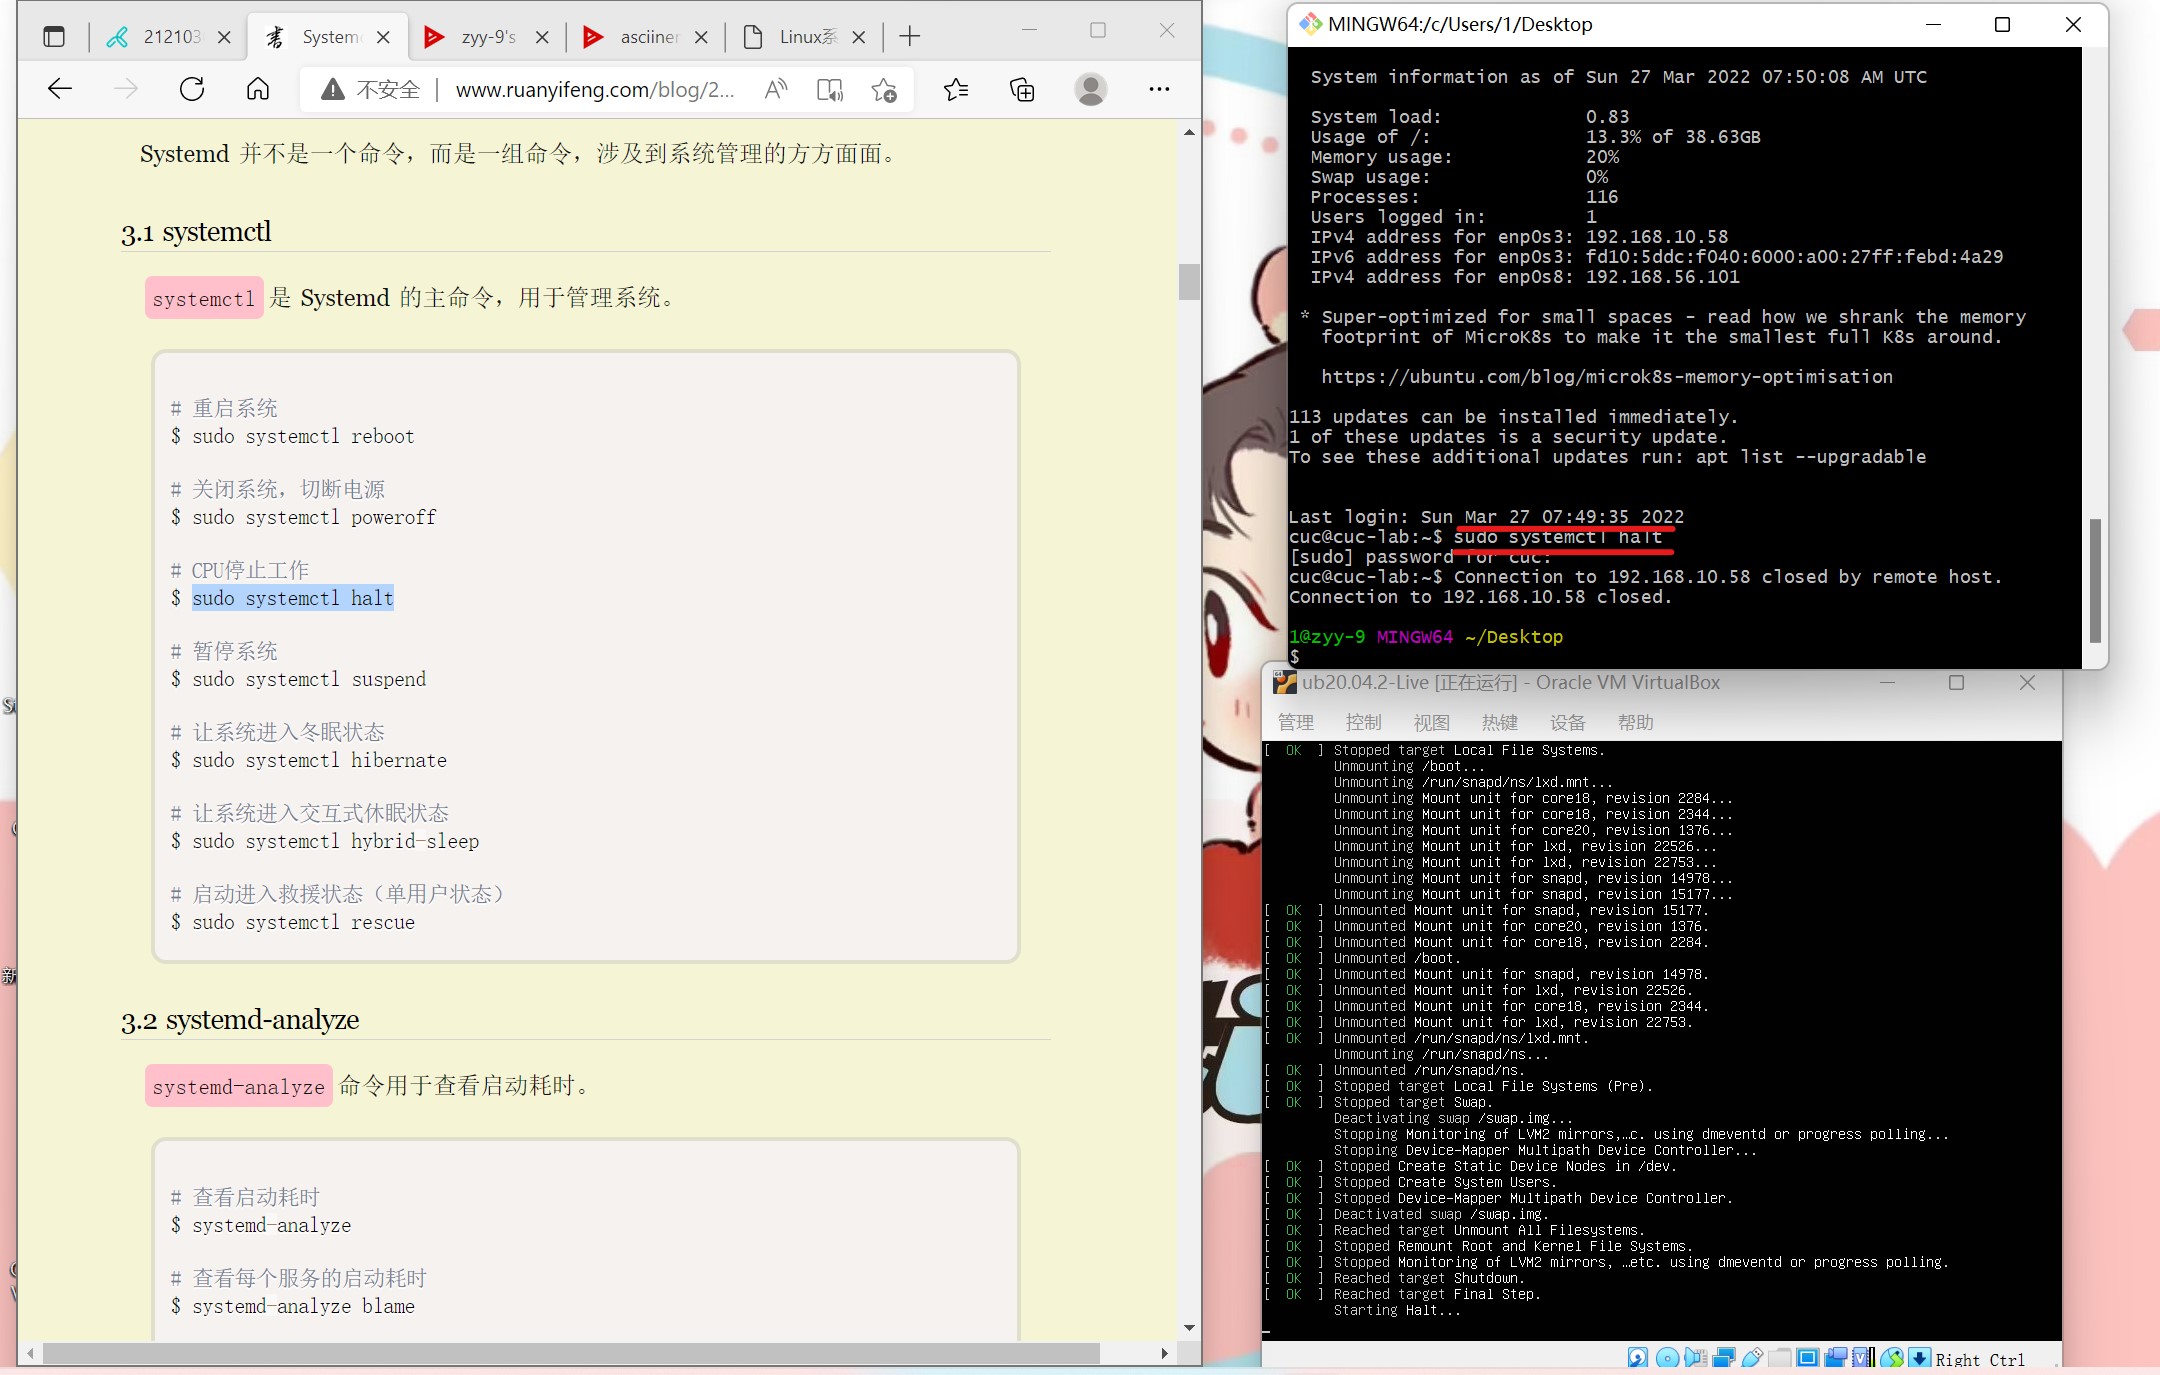 212103
System
zyy-9's
asciiner
Linux系
不安全
www.ruanyifeng.com/blog/2...
Systemd 并不是一个命令，而是一组命令，涉及到系统管理的方方面面。
3.1 systemctl
systemctl 是 Systemd 的主命令，用于管理系统。
# 重启系统
$ sudo systemctl reboot
# 关闭系统，切断电源
$ sudo systemctl poweroff
# CPU停止工作
$ sudo systemctl halt
# 暂停系统
$ sudo systemctl suspend
# 让系统进入冬眠状态
$ sudo systemctl hibernate
# 让系统进入交互式休眠状态
$ sudo systemctl hybrid-sleep
# 启动进入救援状态（单用户状态）
$ sudo systemctl rescue
3.2 systemd-analyze
systemd-analyze 命令用于查看启动耗时。
# 查看启动耗时
$ systemd-analyze
# 查看每个服务的启动耗时
$ systemd-analyze blame
MINGW64:/c/Users/1/Desktop
System information as of Sun 27 Mar 2022 07:50:08 AM UTC
System load: 0.83
Usage of /: 13.3% of 38.63GB
Memory usage: 20%
Swap usage: 0%
Processes: 116
Users logged in: 1
IPv4 address for enp0s3: 192.168.10.58
IPv6 address for enp0s3: fd10:5ddc:f040:6000:a00:27ff:febd:4a29
IPv4 address for enp0s8: 192.168.56.101
* Super-optimized for small spaces - read how we shrank the memory
footprint of MicroK8s to make it the smallest full K8s around.
https://ubuntu.com/blog/microk8s-memory-optimisation
113 updates can be installed immediately.
1 of these updates is a security update.
To see these additional updates run: apt list --upgradable
Last login: Sun Mar 27 07:49:35 2022
cuc@cuc-lab:~$ sudo systemctl halt
[sudo] password for cuc:
cuc@cuc-lab:~$ Connection to 192.168.10.58 closed by remote host.
Connection to 192.168.10.58 closed.
1@zyy-9 MINGW64 ~/Desktop
$
ub20.04.2-Live [正在运行] - Oracle VM VirtualBox
管理 控制 视图 热键 设备 帮助
[ OK ] Stopped target Local File Systems.
Unmounting /boot...
Unmounting /run/snapd/ns/lxd.mnt...
Unmounting Mount unit for core18, revision 2284...
Unmounting Mount unit for core18, revision 2344...
Unmounting Mount unit for core20, revision 1376...
Unmounting Mount unit for lxd, revision 22526...
Unmounting Mount unit for lxd, revision 22753...
Unmounting Mount unit for snapd, revision 14978...
Unmounting Mount unit for snapd, revision 15177...
[ OK ] Unmounted Mount unit for snapd, revision 15177.
[ OK ] Unmounted Mount unit for core20, revision 1376.
[ OK ] Unmounted Mount unit for core18, revision 2284.
[ OK ] Unmounted /boot.
[ OK ] Unmounted Mount unit for snapd, revision 14978.
[ OK ] Unmounted Mount unit for lxd, revision 22526.
[ OK ] Unmounted Mount unit for core18, revision 2344.
[ OK ] Unmounted Mount unit for lxd, revision 22753.
[ OK ] Unmounted /run/snapd/ns/lxd.mnt.
Unmounting /run/snapd/ns...
[ OK ] Unmounted /run/snapd/ns.
[ OK ] Stopped target Local File Systems (Pre).
[ OK ] Stopped target Swap.
Deactivating swap /swap.img...
Stopping Monitoring of LVM2 mirrors,…c. using dmeventd or progress polling...
Stopping Device-Mapper Multipath Device Controller...
[ OK ] Stopped Create Static Device Nodes in /dev.
[ OK ] Stopped Create System Users.
[ OK ] Stopped Device-Mapper Multipath Device Controller.
[ OK ] Deactivated swap /swap.img.
[ OK ] Reached target Unmount All Filesystems.
[ OK ] Stopped Remount Root and Kernel File Systems.
[ OK ] Stopped Monitoring of LVM2 mirrors, …etc. using dmeventd or progress polling.
[ OK ] Reached target Shutdown.
[ OK ] Reached target Final Step.
Starting Halt...
Right Ctrl